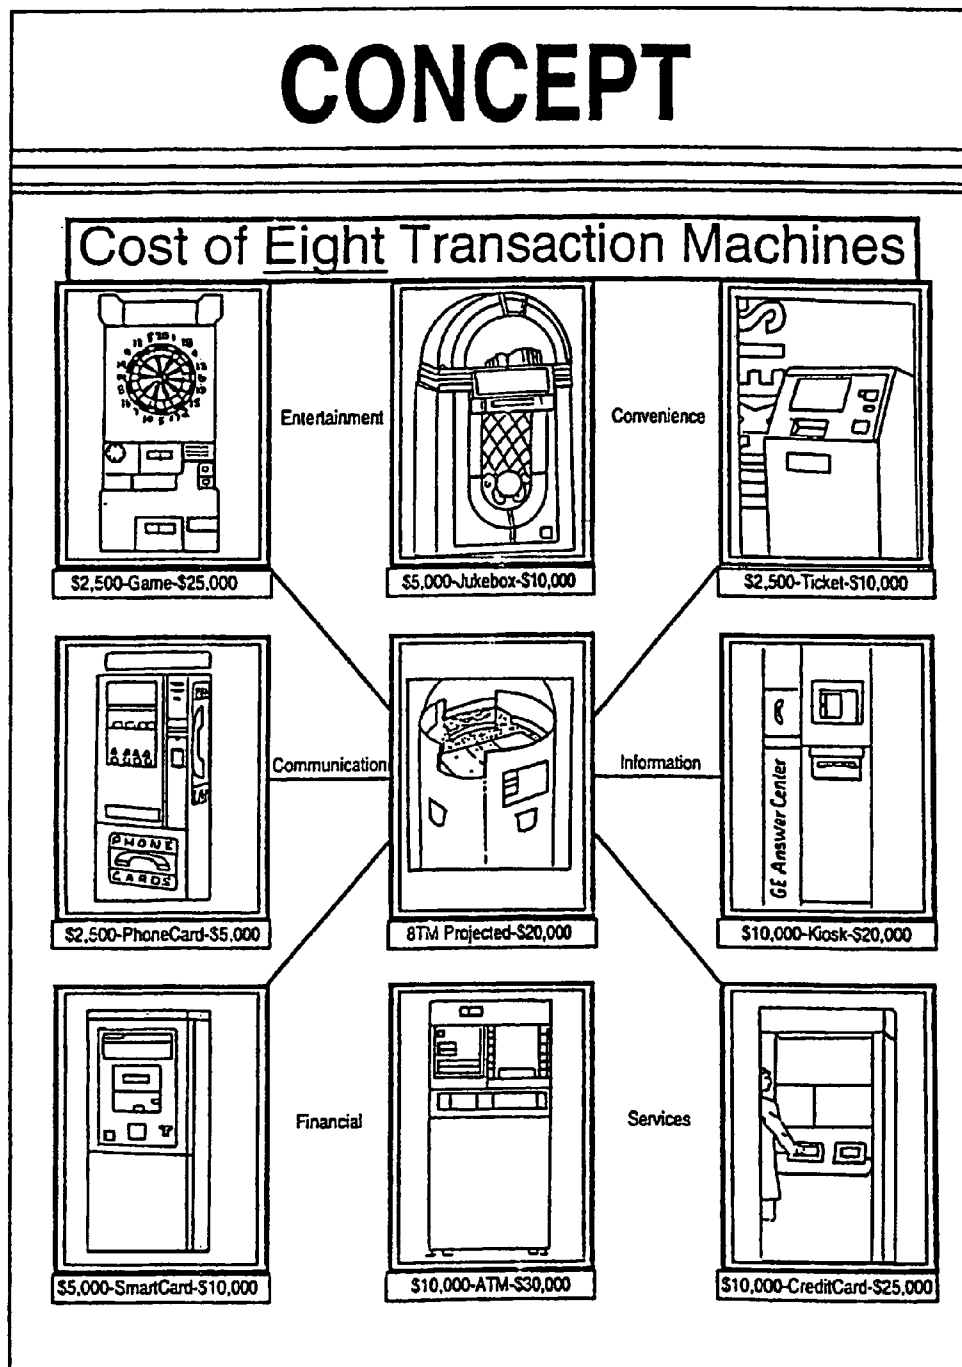 CONCEPT
Cost of Eight Transaction Machines
Entertainment
Convenience
TICKETS
$2,500-Game-$25,000
$5,000-Jukebox-$10,000
$2,500-Ticket-$10,000
Communication
Information
GE Answer Center
PHONE
CARDS
$2,500-PhoneCard-$5,000
8TM Projected-$20,000
$10,000-Kiosk-$20,000
Financial
Services
$5,000-SmartCard-$10,000
$10,000-ATM-$30,000
$10,000-CreditCard-$25,000